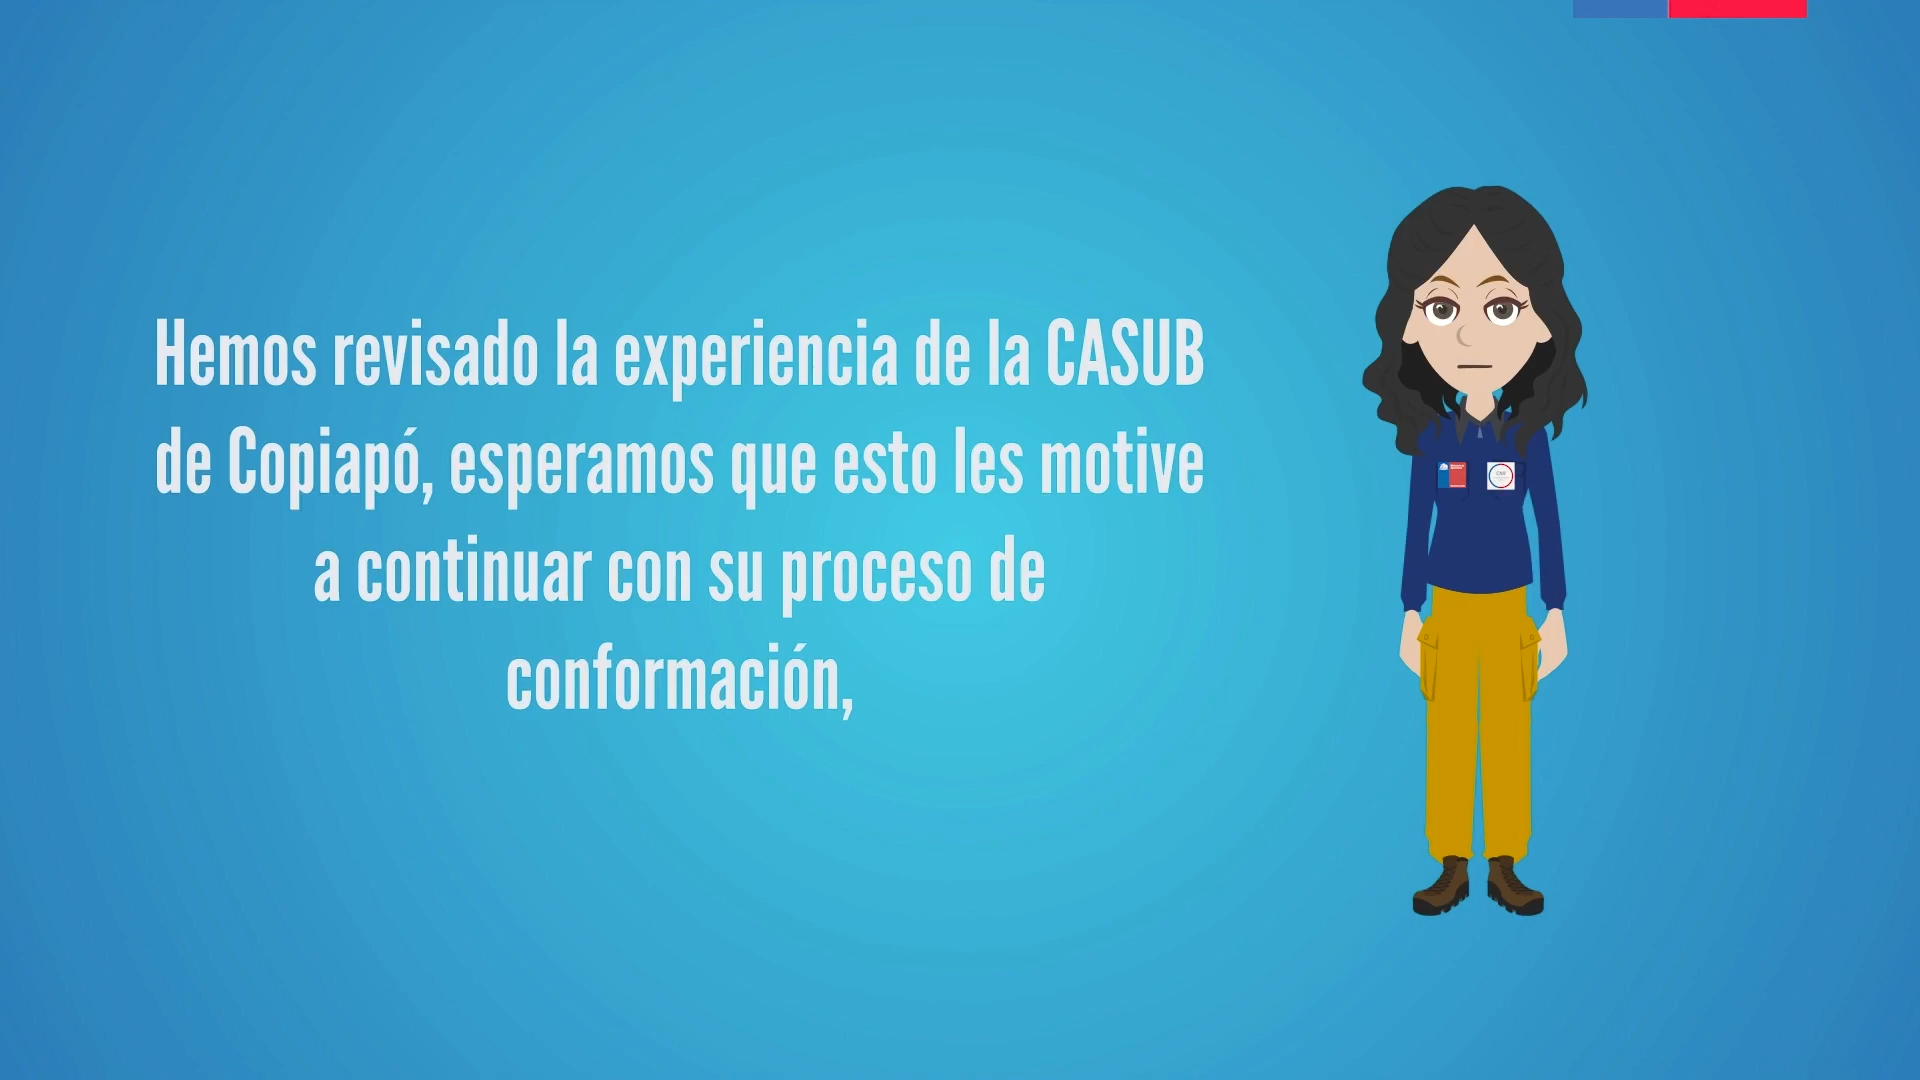 Hemos revisado la experiencia de la CASUB
de Copiapó, esperamos que esto les motive
a continuar con su proceso de
conformación,